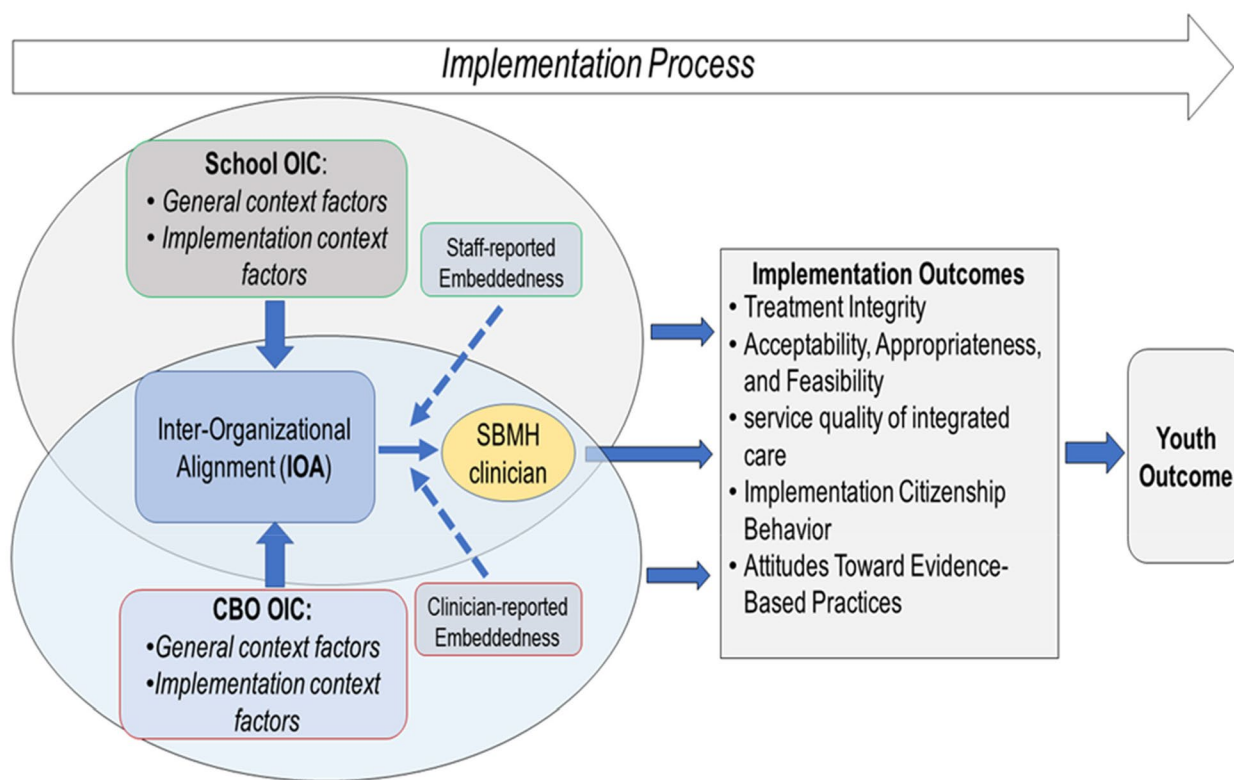 Implementation Process
School OIC:
• General context factors
• Implementation context
factors
Staff-reported
Embeddedness
Inter-Organizational
Alignment (IOA)
SBMH
clinician
CBO OIC:
•General context factors
•Implementation context
factors
Clinician-reported
Embeddedness
Implementation Outcomes
• Treatment Integrity
• Acceptability, Appropriateness,
and Feasibility
• service quality of integrated
care
• Implementation Citizenship
Behavior
• Attitudes Toward Evidence-
Based Practices
Youth
Outcome